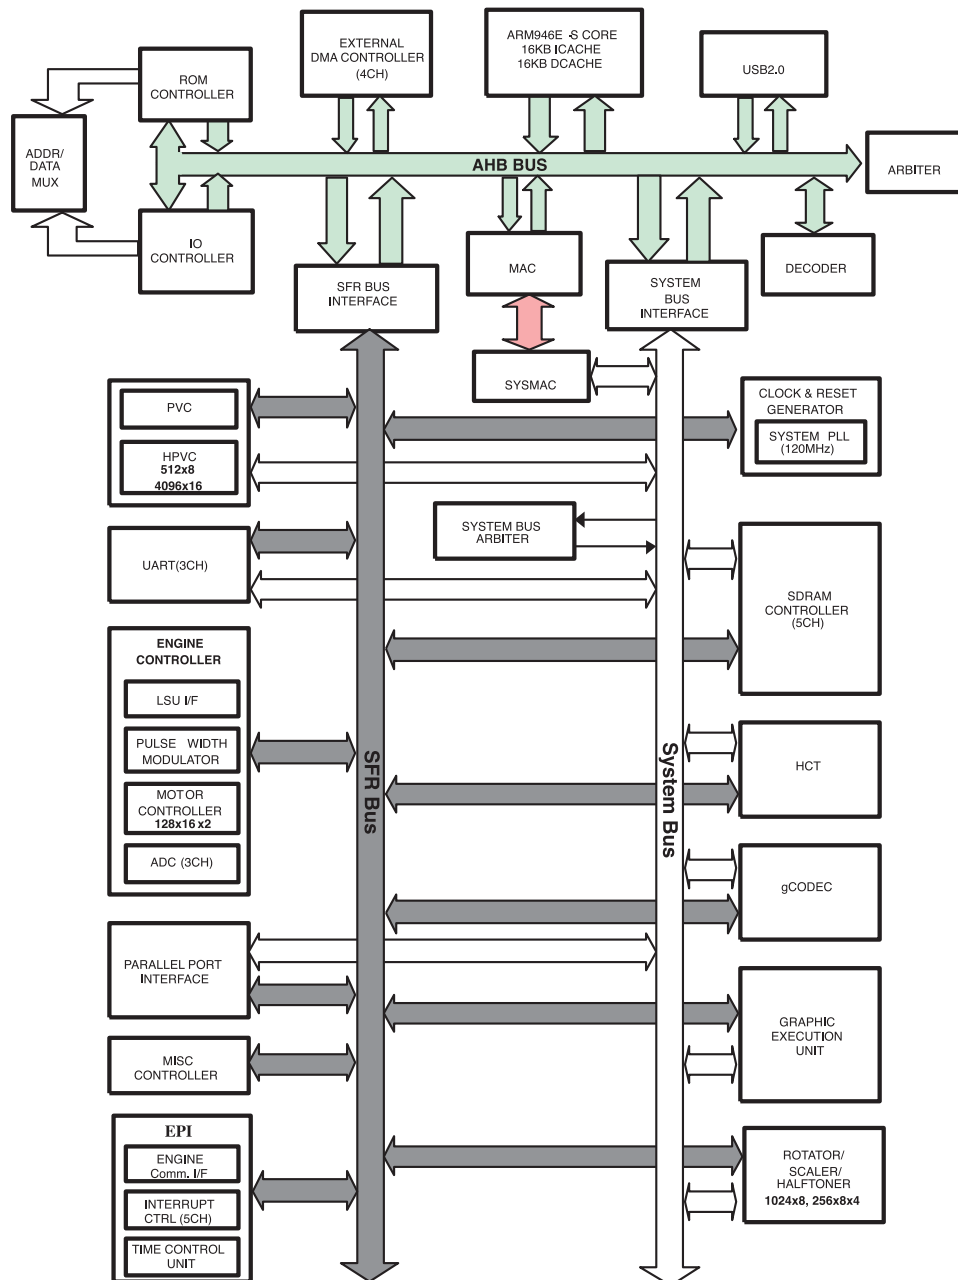 EXTERNAL
DMA CONTROLLER
(4CH)
ARM946E -S CORE
16KB ICACHE
16KB DCACHE
USB2.0
ROM
CONTROLLER
ADDR/
DATA
MUX
AHB BUS
ARBITER
IO
CONTROLLER
SFR BUS
INTERFACE
MAC
SYSTEM
BUS
INTERFACE
DECODER
SYSMAC
PVC
HPVC
512x8
4096x16
CLOCK & RESET
GENERATOR
SYSTEM PLL
(120MHz)
SYSTEM BUS
ARBITER
UART(3CH)
SDRAM
CONTROLLER
(5CH)
ENGINE
CONTROLLER
LSU I/F
PULSE WIDTH
MODULATOR
MOTOR
CONTROLLER
128x16 x2
ADC (3CH)
SFR Bus
System Bus
HCT
gCODEC
PARALLEL PORT
INTERFACE
GRAPHIC
EXECUTION
UNIT
MISC
CONTROLLER
EPI
ENGINE
Comm. I/F
INTERRUPT
CTRL (5CH)
TIME CONTROL
UNIT
ROTATOR/
SCALER/
HALFTONER
1024x8, 256x8x4